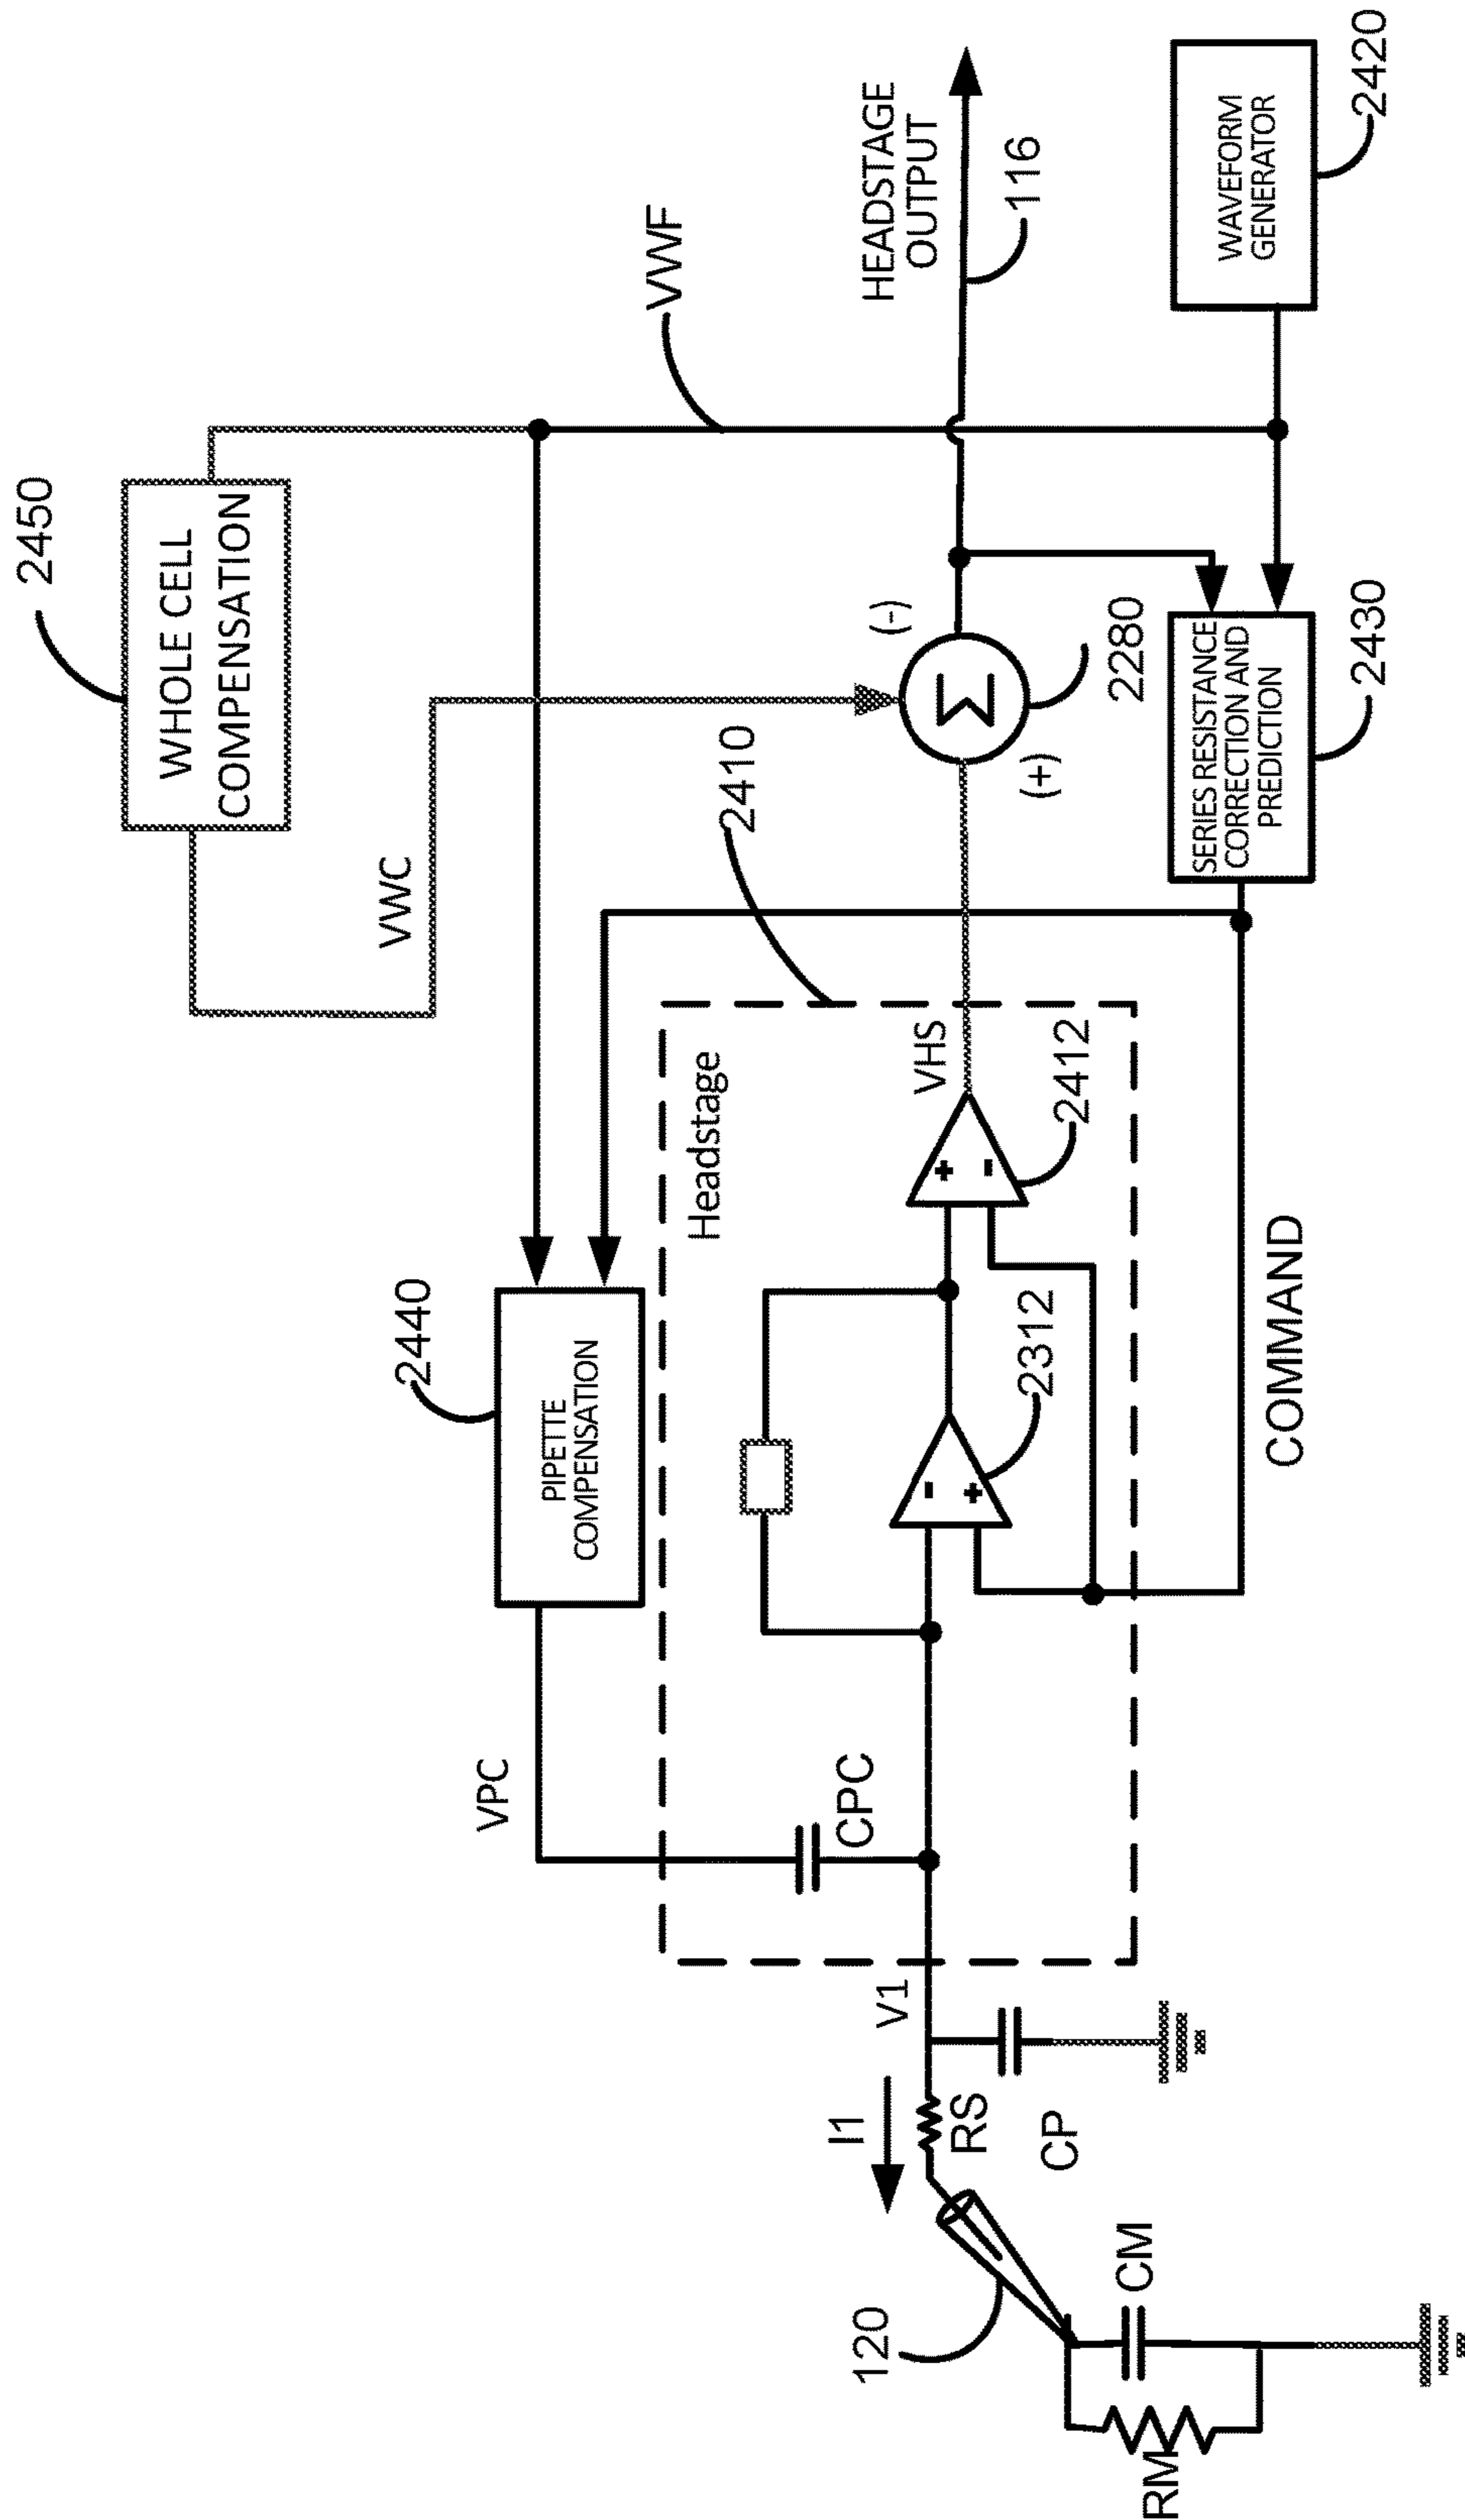 2450
WHOLE CELL
COMPENSATION
VWC
VWF
2440
PIPETTE
COMPENSATION
VPC
HEADSTAGE
OUTPUT
116
2410
Headstage
(-)
Σ
(+)
2280
VHS
+
-
2412
-
+
2312
CPC
V1
I1
RS
CP
120
CM
RM
COMMAND
SERIES RESISTANCE
CORRECTION AND
PREDICTION
2430
WAVEFORM
GENERATOR
2420